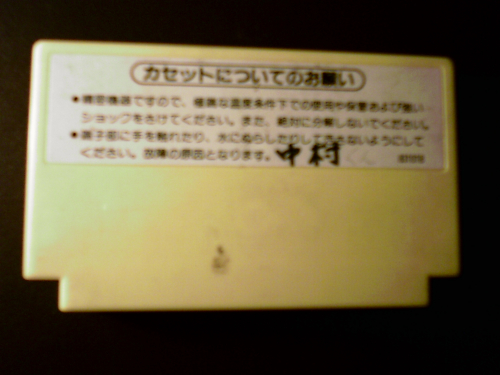 カセットについてのお願い
●精密機器ですので、極端な温度条件下での使用や保管および強い
ショックをさけてください。また、絶対に分解しないでください。
●端子部に手を触れたり、水にぬらしたりして汚さないようにして
ください。故障の原因となります。
中村